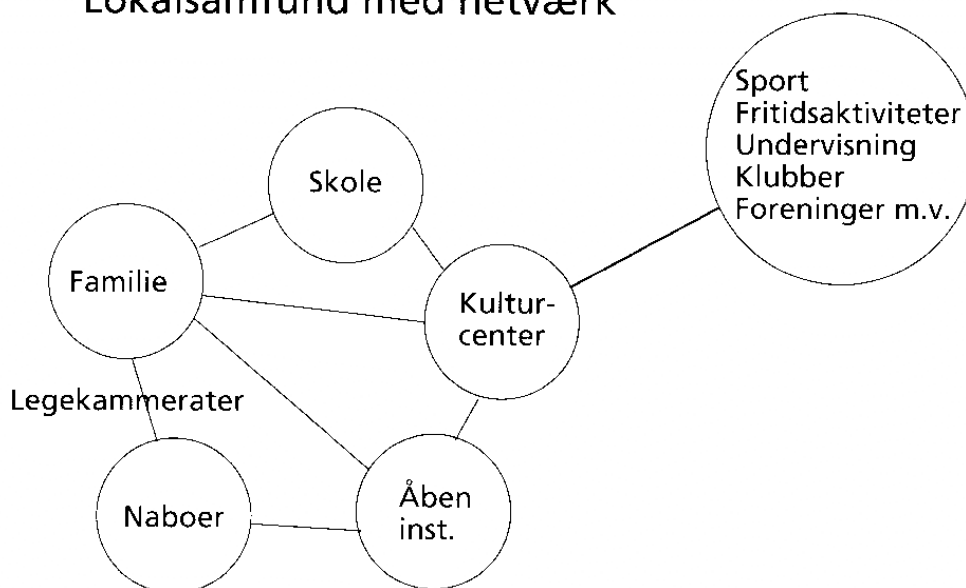 Lokalsamfund med netværk
Sport
Fritidsaktiviteter
Undervisning
Klubber
Foreninger m.v.
Skole
Familie
Kultur-
center
Legekammerater
Naboer
Åben
inst.